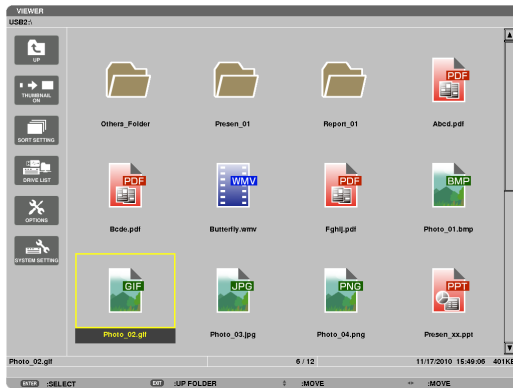 VIEWER
USB2:\
UP
THUMBNAIL
ON
SORT SETTING
DRIVE LIST
OPTIONS
SYSTEM SETTING
Others_Folder
Presen_01
Report_01
PDF
Abcd.pdf
PDF
WMV
PDF
BMP
Bcde.pdf
Butterfly.wmv
Fghij.pdf
Photo_01.bmp
GIF
JPG
PNG
PPT
Photo_02.gif
Photo_03.jpg
Photo_04.png
Presen_xx.ppt
Photo_02.gif 6 / 12 11/17/2010 15:49:06 401KB
ENTER :SELECT EXIT :UP FOLDER :MOVE :MOVE